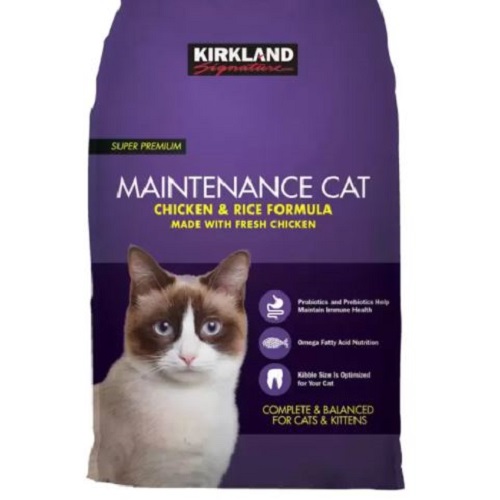 KIRKLAND
Signature
SUPER PREMIUM
MAINTENANCE CAT
CHICKEN & RICE FORMULA
MADE WITH FRESH CHICKEN
Probiotics and Prebiotics Help
Maintain Immune Health
Omega Fatty Acid Nutrition
Kibble Size Is Optimized
for Your Cat
COMPLETE & BALANCED
FOR CATS & KITTENS